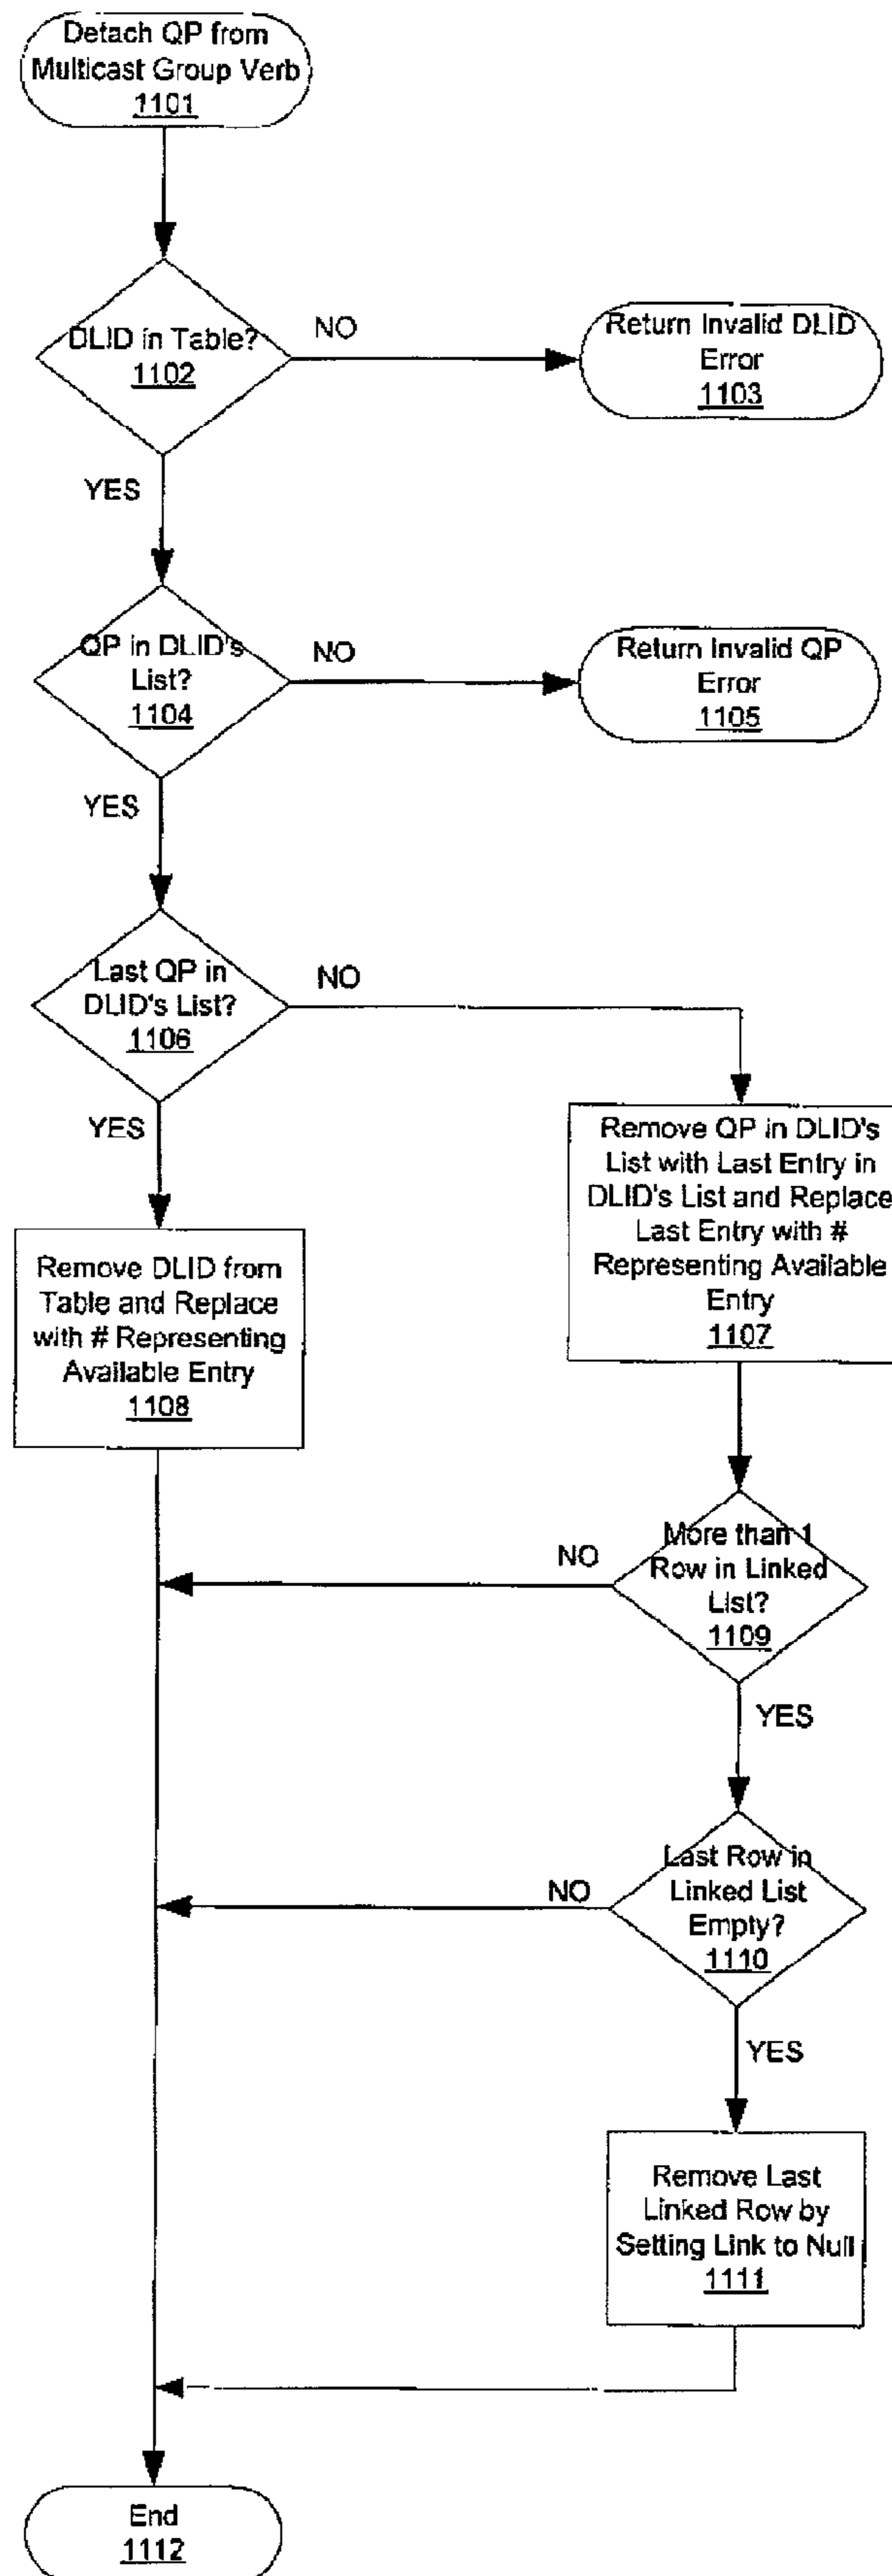 Detach QP from
Multicast Group Verb
1101
DLID in Table?
1102
NO
Return Invalid DLID
Error
1103
YES
QP in DLID's
List?
1104
NO
Return Invalid QP
Error
1105
YES
Last QP in
DLID's List?
1106
NO
YES
Remove QP in DLID's
List with Last Entry in
DLID's List and Replace
Last Entry with #
Representing Available
Entry
1107
Remove DLID from
Table and Replace
with # Representing
Available Entry
1108
More than 1
Row in Linked
List?
1109
NO
YES
Last Row in
Linked List
Empty?
1110
NO
YES
Remove Last
Linked Row by
Setting Link to Null
1111
End
1112